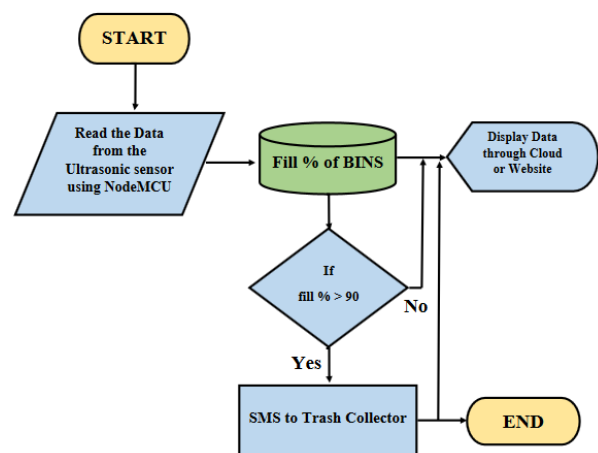 START
Read the Data
from the
Ultrasonic sensor
using NodeMCU
Fill % of BINS
Display Data
through Cloud
or Website
If
fill % > 90
No
Yes
SMS to Trash Collector
END